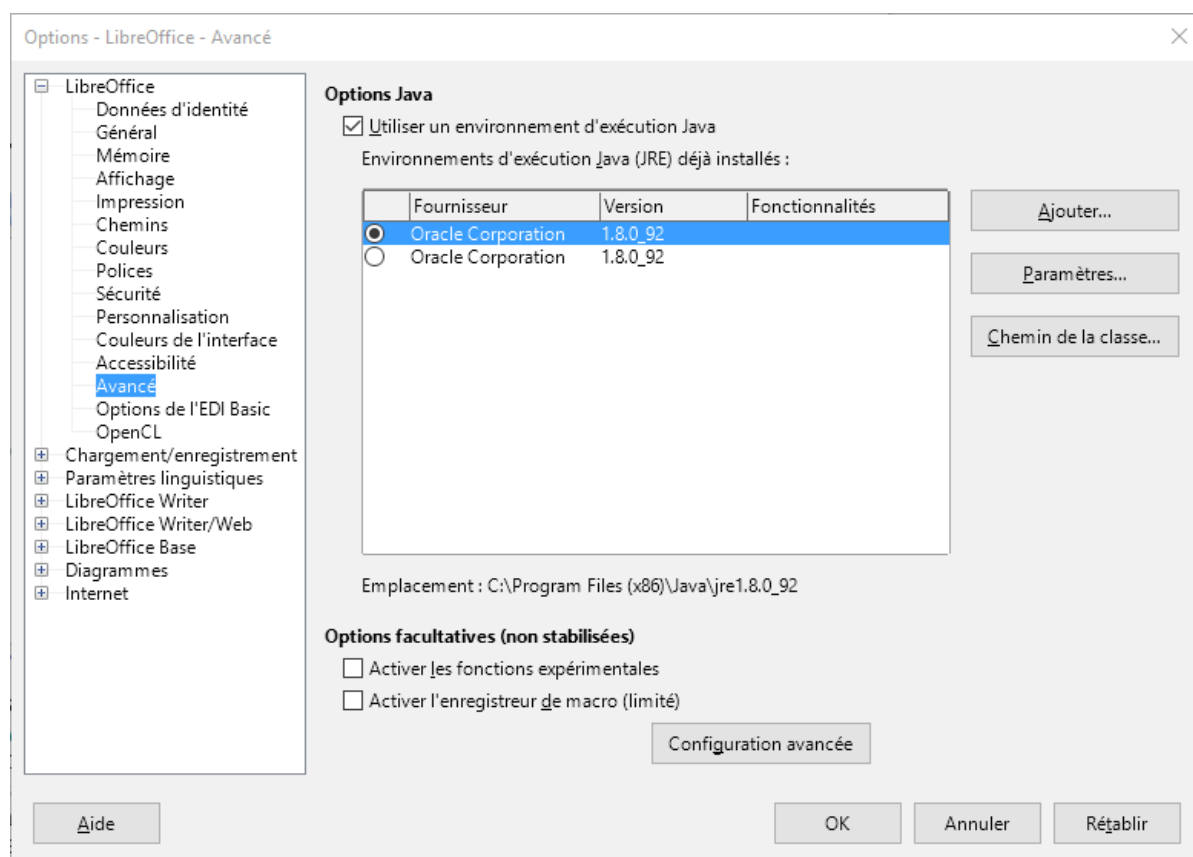 Options - LibreOffice - Avancé
LibreOffice
Données d'identité
Général
Mémoire
Affichage
Impression
Chemins
Couleurs
Polices
Sécurité
Personnalisation
Couleurs de l'interface
Accessibilité
Avancé
Options de l'EDI Basic
OpenCL
Chargement/enregistrement
Paramètres linguistiques
LibreOffice Writer
LibreOffice Writer/Web
LibreOffice Base
Diagrammes
Internet
Options Java
Utiliser un environnement d'exécution Java
Environnements d'exécution Java (JRE) déjà installés :
Fournisseur Version Fonctionnalités
Oracle Corporation 1.8.0_92
Oracle Corporation 1.8.0_92
Ajouter...
Paramètres...
Chemin de la classe...
Emplacement : C:\Program Files (x86)\Java\jre1.8.0_92
Options facultatives (non stabilisées)
Activer les fonctions expérimentales
Activer l'enregistreur de macro (limité)
Configuration avancée
Aide OK Annuler Rétablir